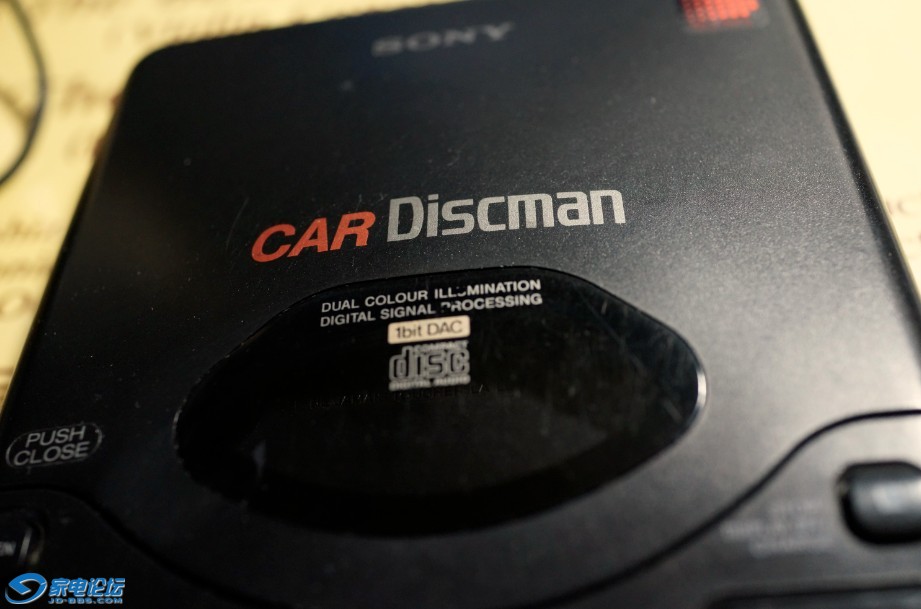 SONY
CAR Discman
DUAL COLOUR ILLUMINATION
DIGITAL SIGNAL PROCESSING
1bit DAC
COMPACT
disc
DIGITAL AUDIO
PUSH
CLOSE
家电论坛
JD-BBS.COM